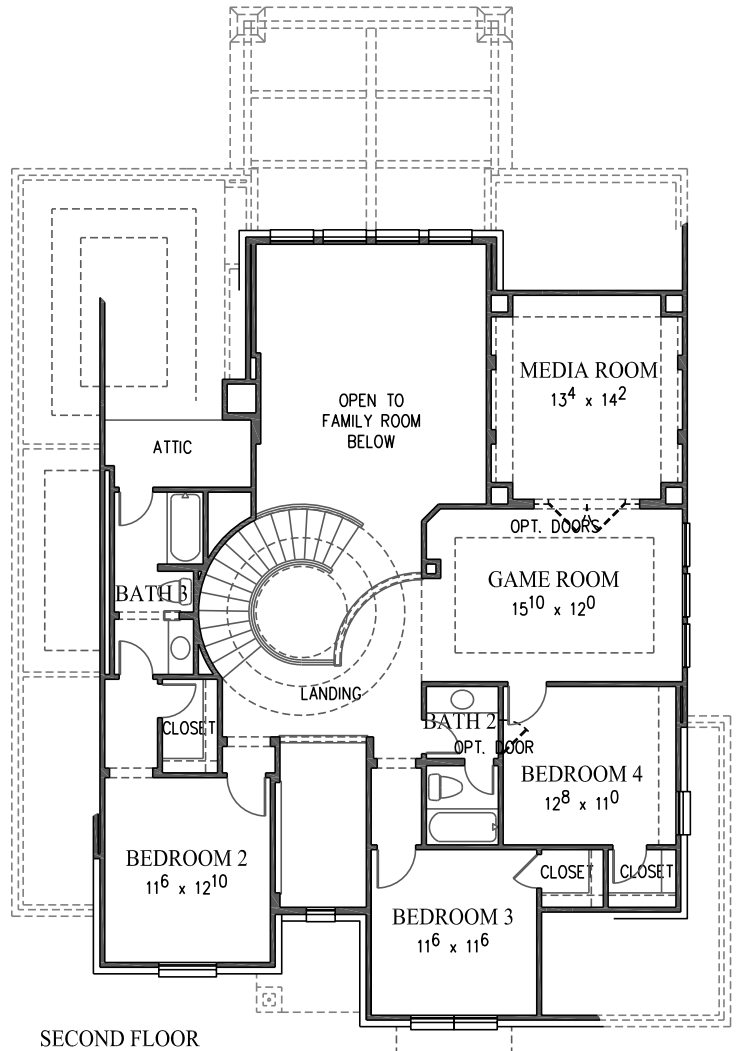 MEDIA ROOM
13⁴ x 14²
OPEN TO
FAMILY ROOM
BELOW
ATTIC
OPT. DOORS
GAME ROOM
15¹⁰ x 12⁰
BATH 3
LANDING
CLOSET
BATH 2
OPT. DOOR
BEDROOM 4
12⁸ x 11⁰
BEDROOM 2
11⁶ x 12¹⁰
CLOSET
CLOSET
BEDROOM 3
11⁶ x 11⁶
SECOND FLOOR